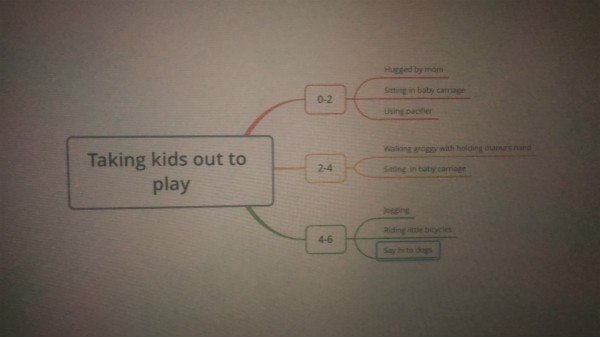 Taking kids out to
play
0-2
Hugged by mom
Sitting in baby carriage
Using pacifier
2-4
Walking groggy with holding mama's hand
Sitting in baby carriage
4-6
Jogging
Riding little bicycles
Say hi to dogs